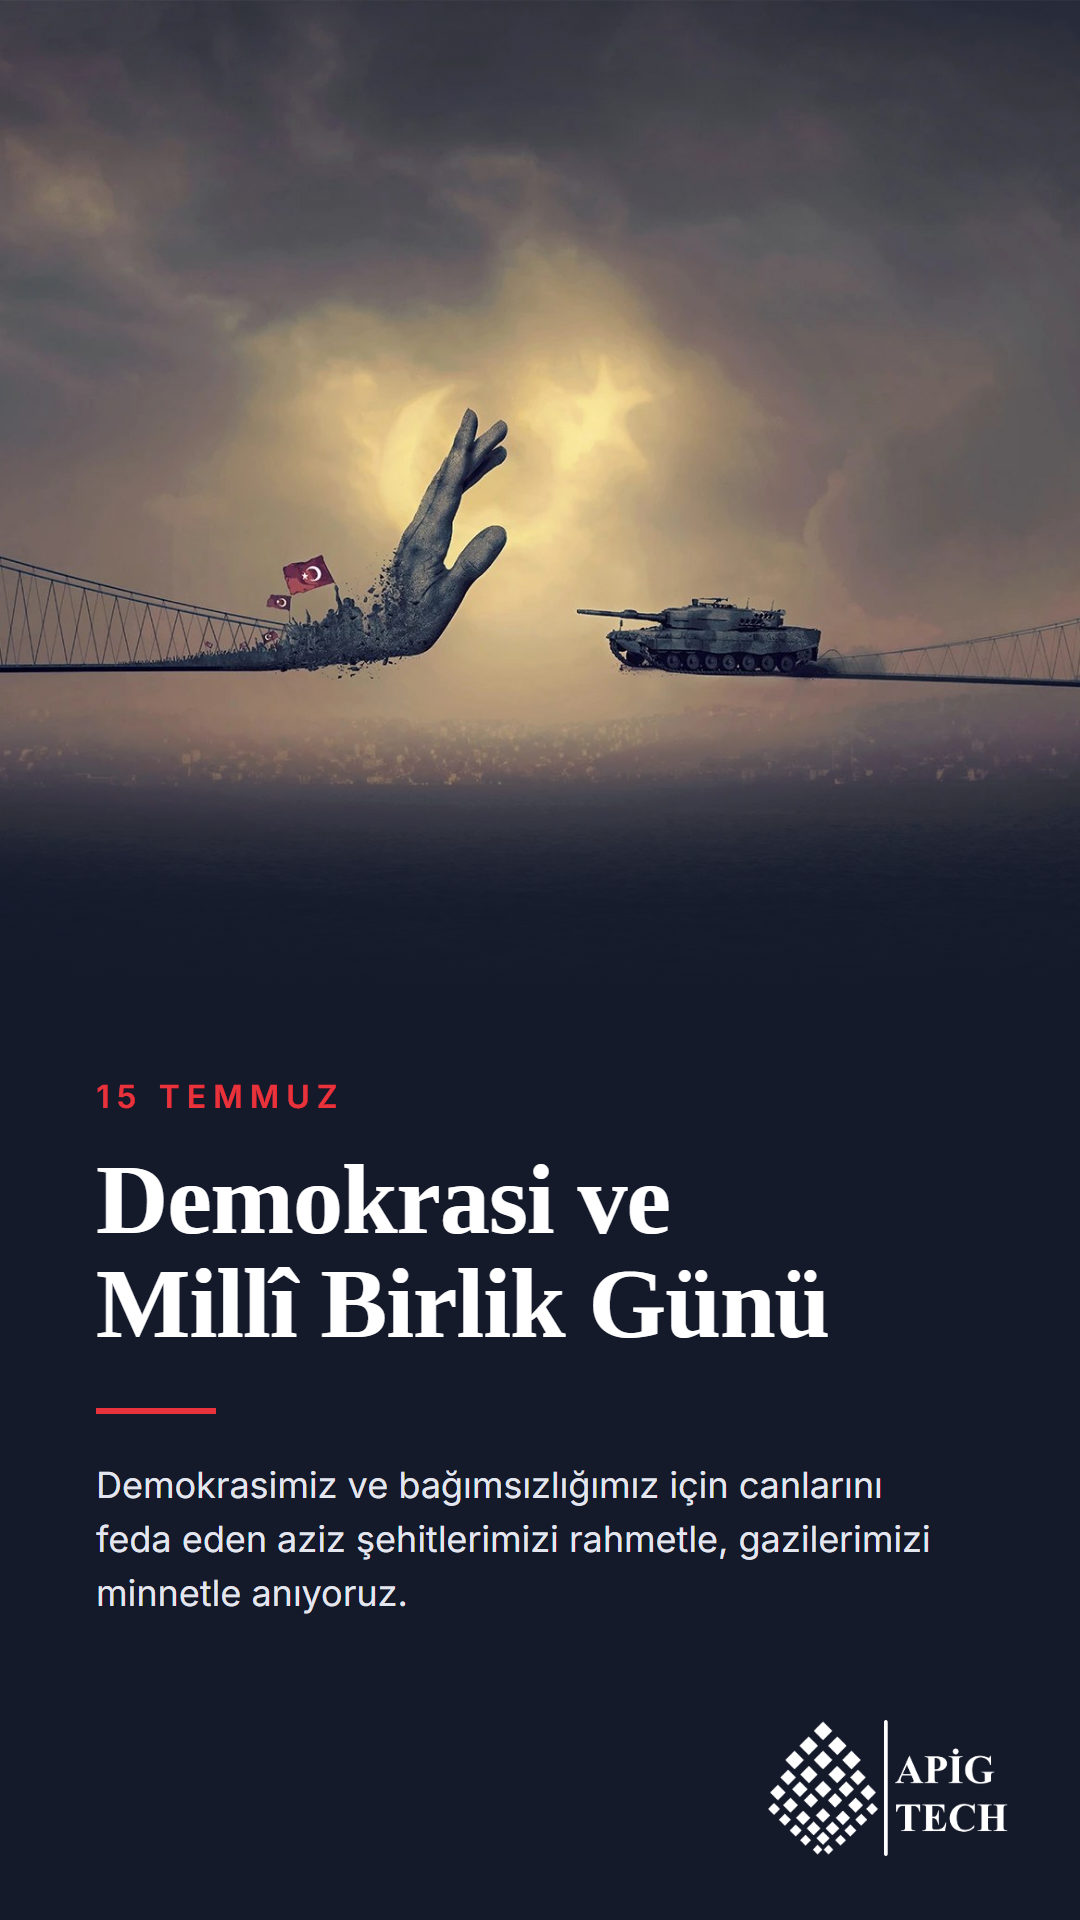 15 TEMMUZ
Demokrasi ve
Millî Birlik Günü
Demokrasimiz ve bağımsızlığımız için canlarını
feda eden aziz şehitlerimizi rahmetle, gazilerimizi
minnetle anıyoruz.
APİG
TECH